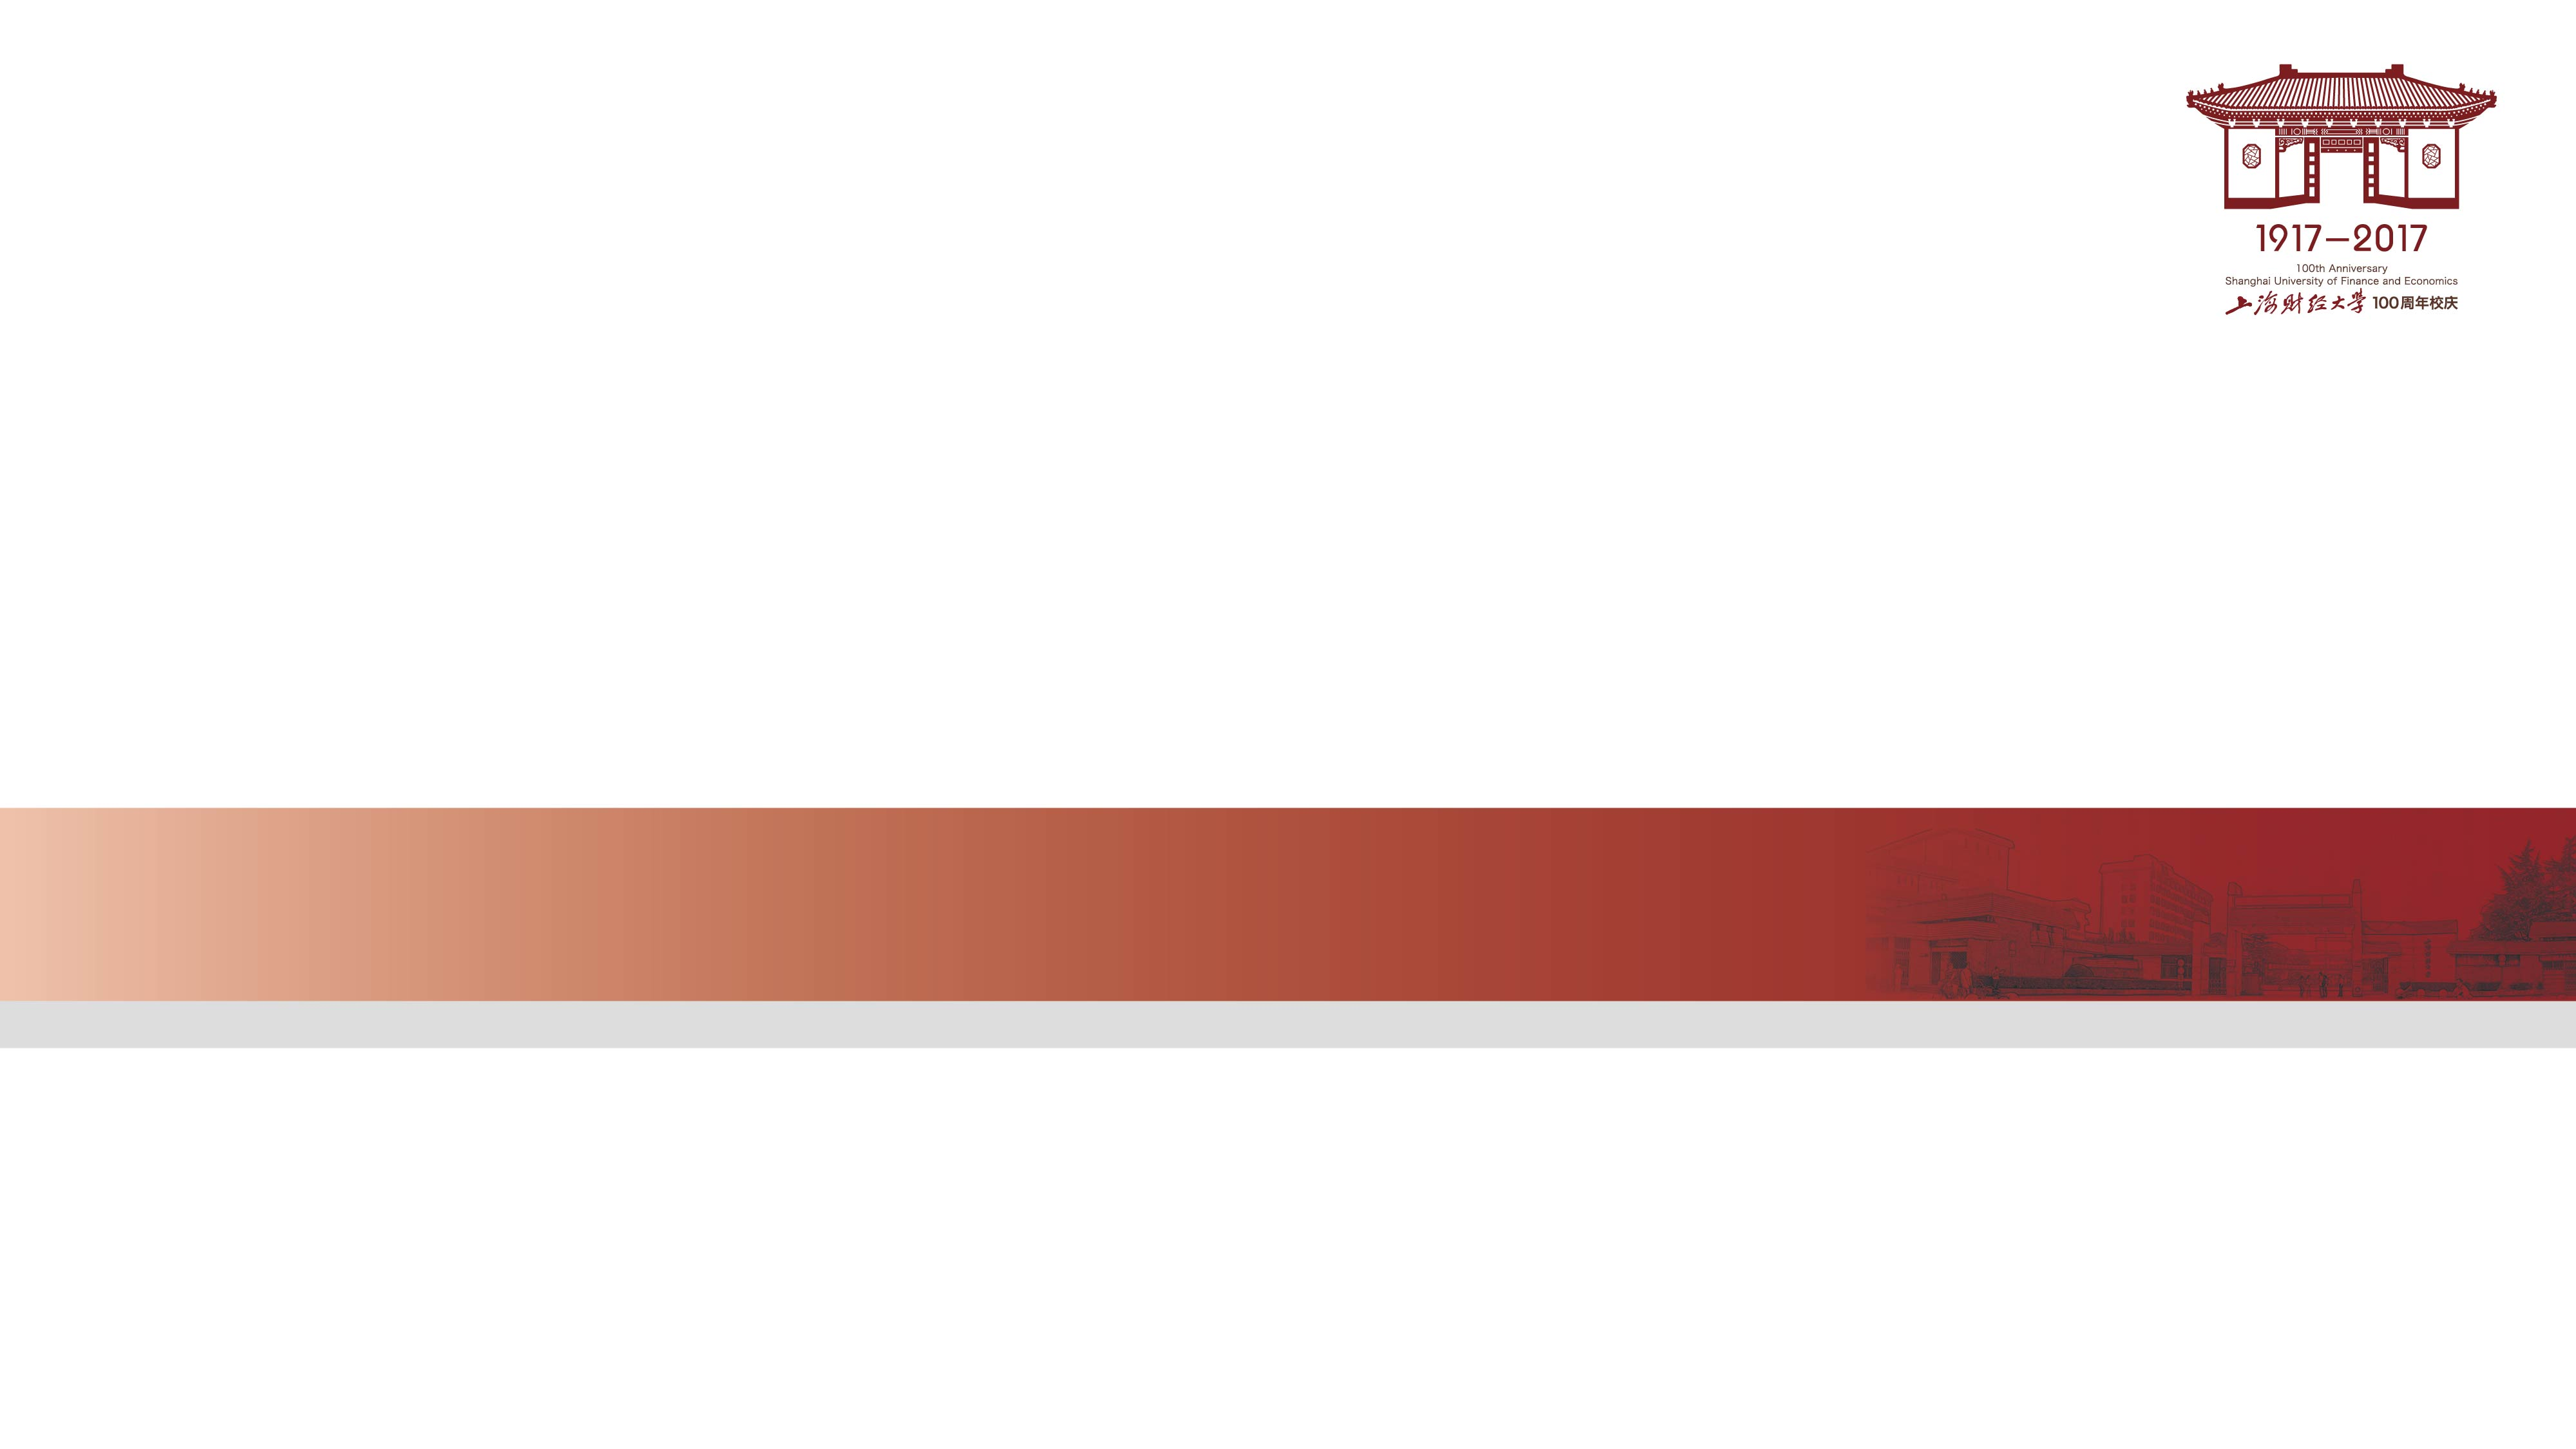 1917–2017
100th Anniversary
Shanghai University of Finance and Economics
上海财经大學 100周年校庆